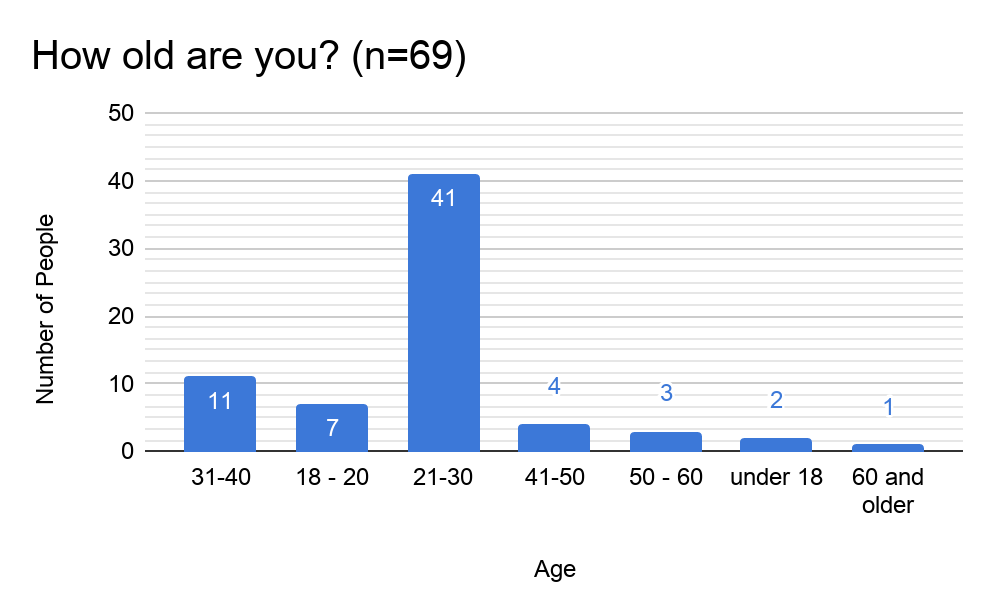 How old are you? (n=69)
50
40
30
20
10
0
Number of People
11
7
41
4
3
2
1
31-40
18 - 20
21-30
41-50
50 - 60
under 18
60 and
older
Age